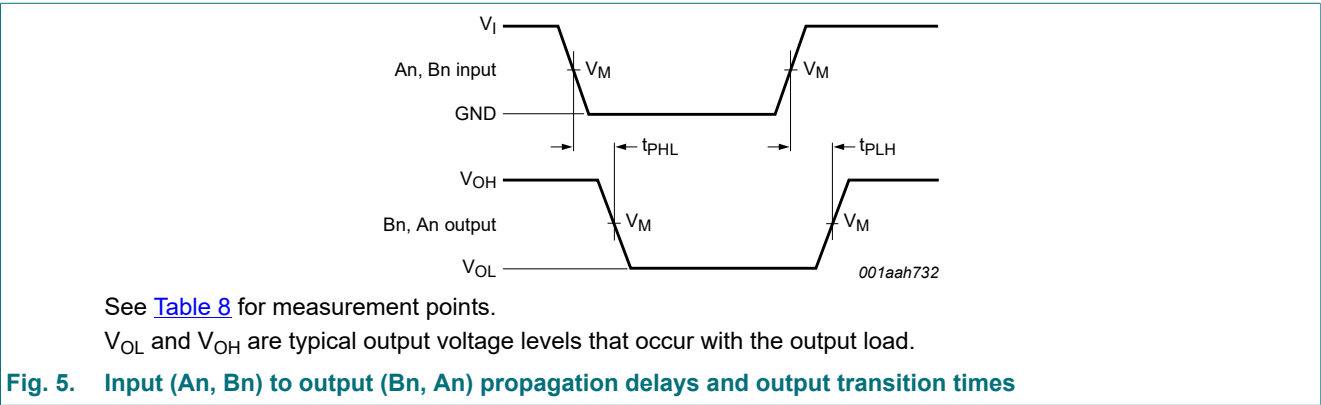 VI
An, Bn input
VM
VM
GND
tPHL
tPLH
VOH
Bn, An output
VM
VM
VOL
001aah732
See Table 8 for measurement points.
VOL and VOH are typical output voltage levels that occur with the output load.
Fig. 5. Input (An, Bn) to output (Bn, An) propagation delays and output transition times